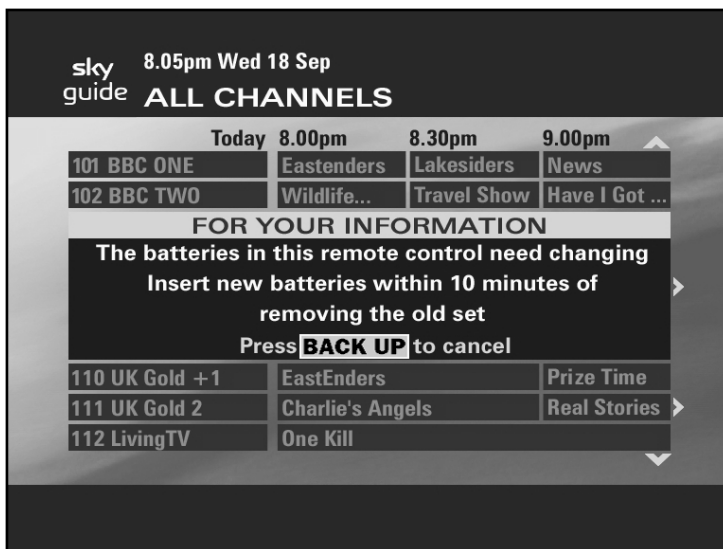 sky guide
8.05pm Wed 18 Sep
ALL CHANNELS
Today 8.00pm 8.30pm 9.00pm
101 BBC ONE Eastenders Lakesiders News
102 BBC TWO Wildlife... Travel Show Have I Got ...
FOR YOUR INFORMATION
The batteries in this remote control need changing
Insert new batteries within 10 minutes of
removing the old set
Press BACK UP to cancel
110 UK Gold +1 EastEnders Prize Time
111 UK Gold 2 Charlie's Angels Real Stories
112 LivingTV One Kill